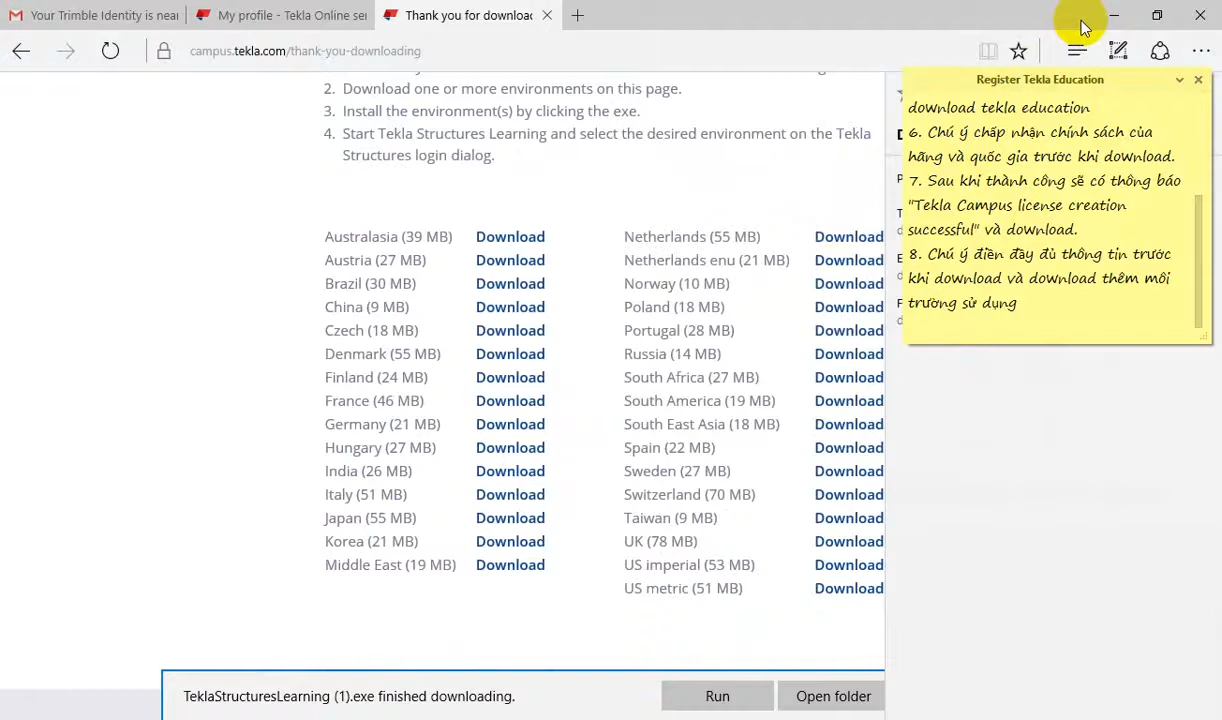 Your Trimble Identity is near
My profile - Tekla Online ser
Thank you for downloac
campus.tekla.com/thank-you-downloading
2. Download one or more environments on this page.
3. Install the environment(s) by clicking the exe.
4. Start Tekla Structures Learning and select the desired environment on the Tekla
Structures login dialog.
Australasia (39 MB) Download
Austria (27 MB) Download
Brazil (30 MB) Download
China (9 MB) Download
Czech (18 MB) Download
Denmark (55 MB) Download
Finland (24 MB) Download
France (46 MB) Download
Germany (21 MB) Download
Hungary (27 MB) Download
India (26 MB) Download
Italy (51 MB) Download
Japan (55 MB) Download
Korea (21 MB) Download
Middle East (19 MB) Download
Netherlands (55 MB) Download
Netherlands enu (21 MB) Download
Norway (10 MB) Download
Poland (18 MB) Download
Portugal (28 MB) Download
Russia (14 MB) Download
South Africa (27 MB) Download
South America (19 MB) Download
South East Asia (18 MB) Download
Spain (22 MB) Download
Sweden (27 MB) Download
Switzerland (70 MB) Download
Taiwan (9 MB) Download
UK (78 MB) Download
US imperial (53 MB) Download
US metric (51 MB) Download
Register Tekla Education
download tekla education
6. Chú ý chấp nhận chính sách của
hãng và quốc gia trước khi download.
7. Sau khi thành công sẽ có thông báo
"Tekla Campus license creation
successful" và download.
8. Chú ý điền đầy đủ thông tin trước
khi download và download thêm môi
trường sử dụng
TeklaStructuresLearning (1).exe finished downloading.
Run
Open folder